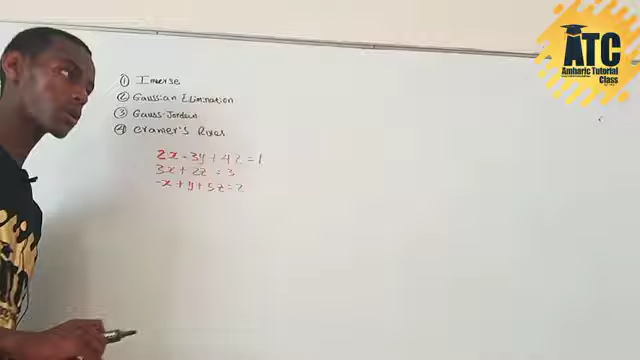 ATC
Amharic Tutorial
Class
① Inverse
② Gaussian Elimination
③ Gauss-Jordan
④ Cramer's Rules
2x - 3y + 4z = 1
3x + 2z = 3
-x + y + 5z = 2